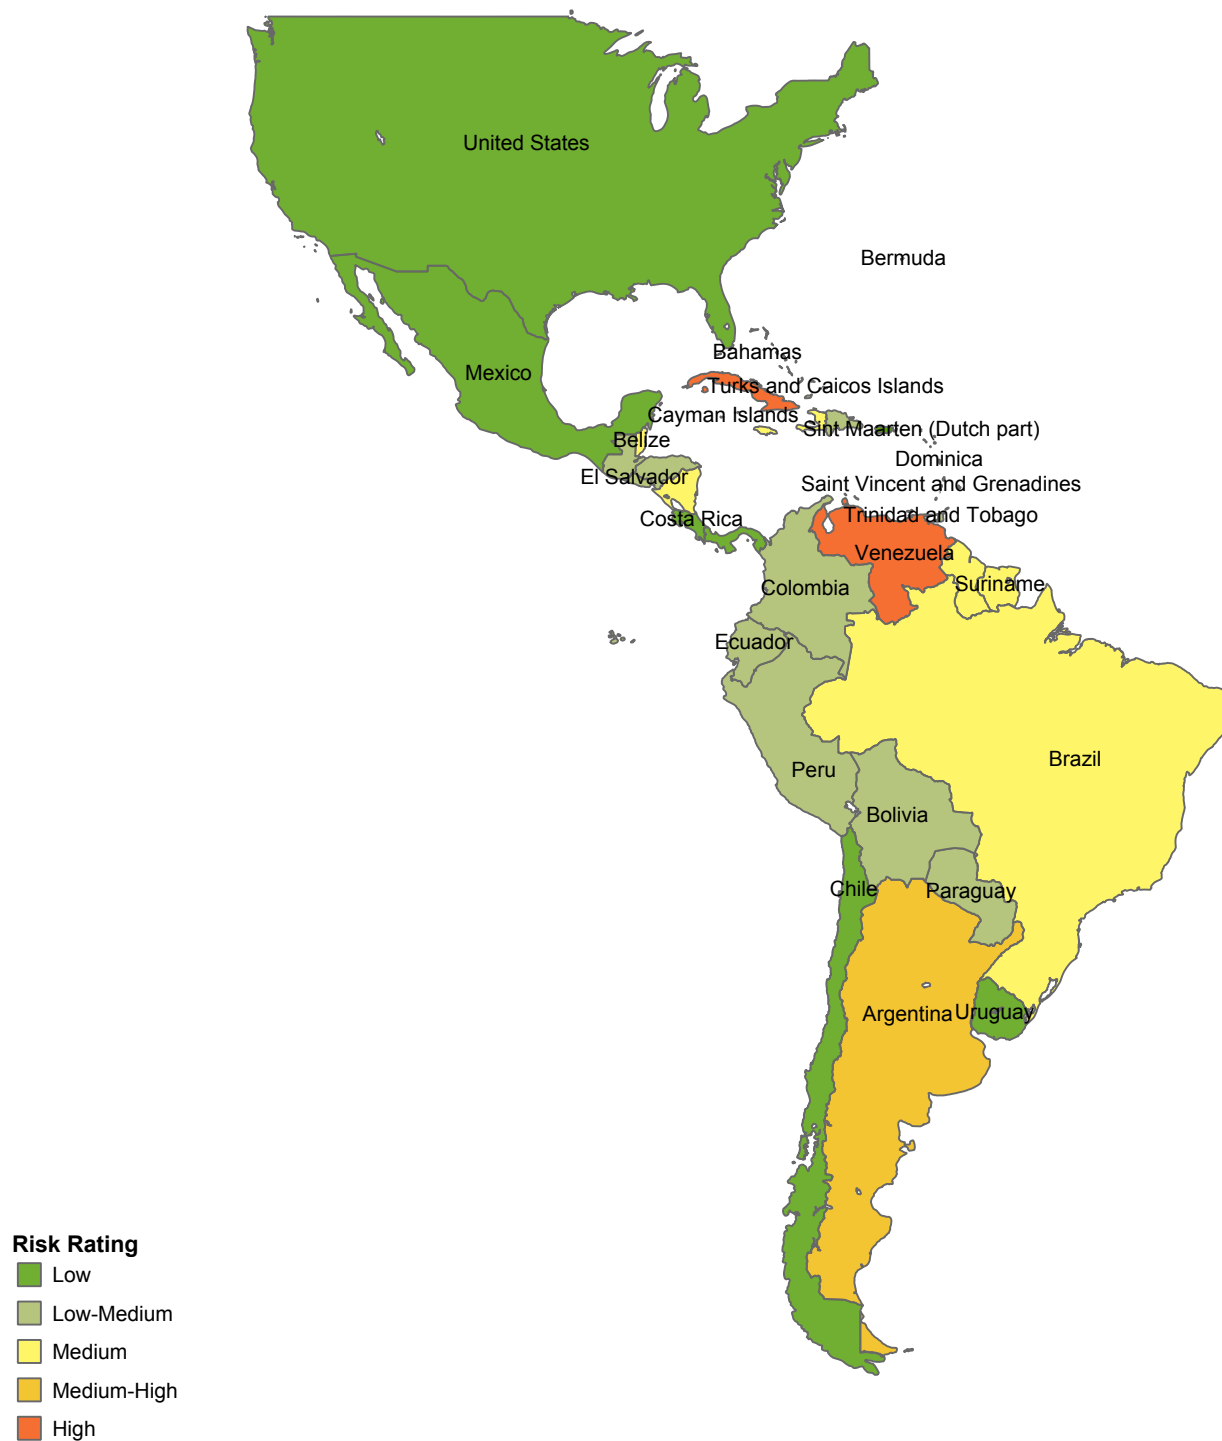 United States
Bermuda
Bahamas
Mexico
Turks and Caicos Islands
Cayman Islands
Sint Maarten (Dutch part)
Belize
Dominica
El Salvador
Saint Vincent and Grenadines
Costa Rica
Trinidad and Tobago
Venezuela
Suriname
Colombia
Ecuador
Brazil
Peru
Bolivia
Chile
Paraguay
Argentina
Uruguay
Risk Rating
Low
Low-Medium
Medium
Medium-High
High